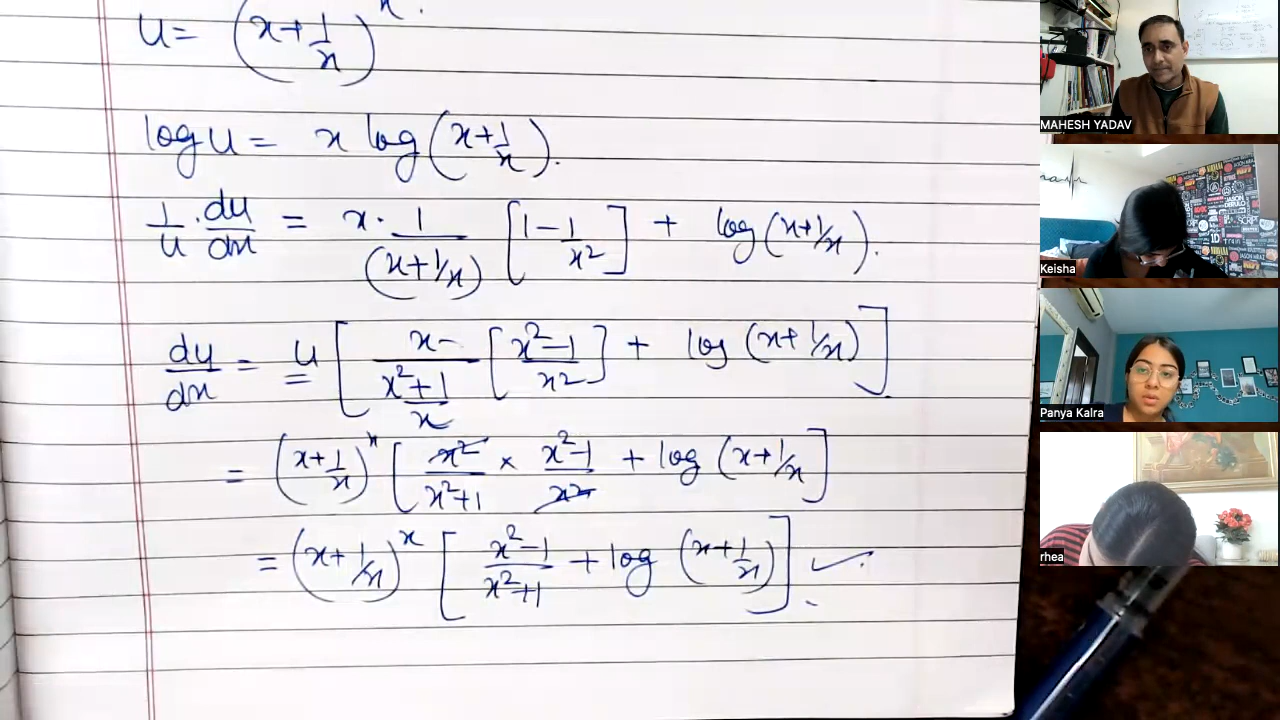 u = (x + 1/x)^x.
log u = x log(x + 1/x).
1/u . du/dx = x . 1/(x + 1/x) [1 - 1/x²] + log(x + 1/x).
du/dx = u [ x/((x²+1)/x) [(x²-1)/x²] + log(x + 1/x) ]
= (x + 1/x)^x [ x²/(x²+1) × (x²-1)/x² + log(x + 1/x) ]
= (x + 1/x)^x [ (x²-1)/(x²+1) + log(x + 1/x) ] ✓.
MAHESH YADAV
Keisha
Panya Kalra
rhea